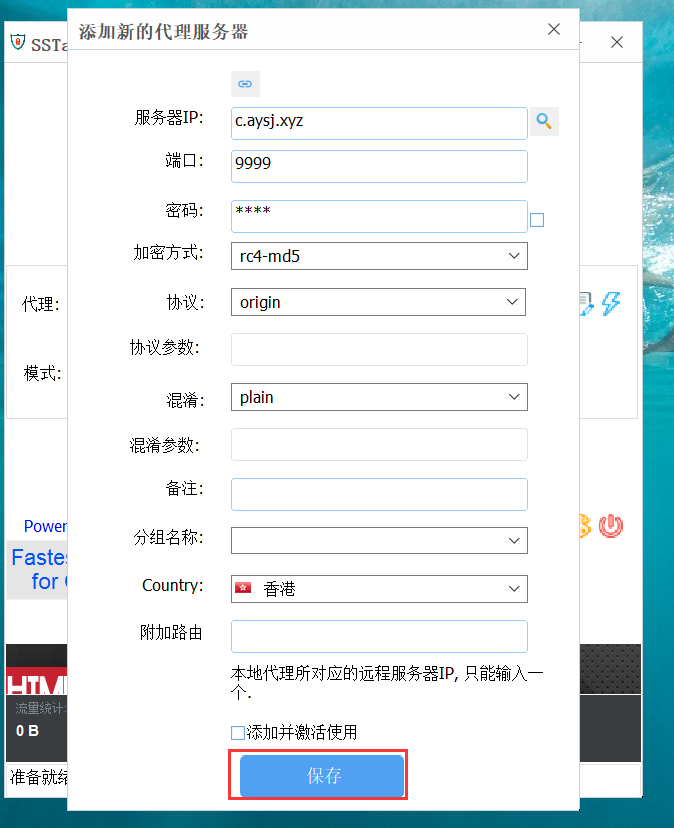 添加新的代理服务器
SSTa
服务器IP:
c.aysj.xyz
端口:
9999
密码:
****
加密方式:
rc4-md5
代理:
协议:
origin
协议参数:
模式:
混淆:
plain
混淆参数:
备注:
Power
分组名称:
Faste
for
Country:
香港
附加路由
本地代理所对应的远程服务器IP, 只能输入一
个.
流量统计:
0 B
添加并激活使用
准备就绪
保存